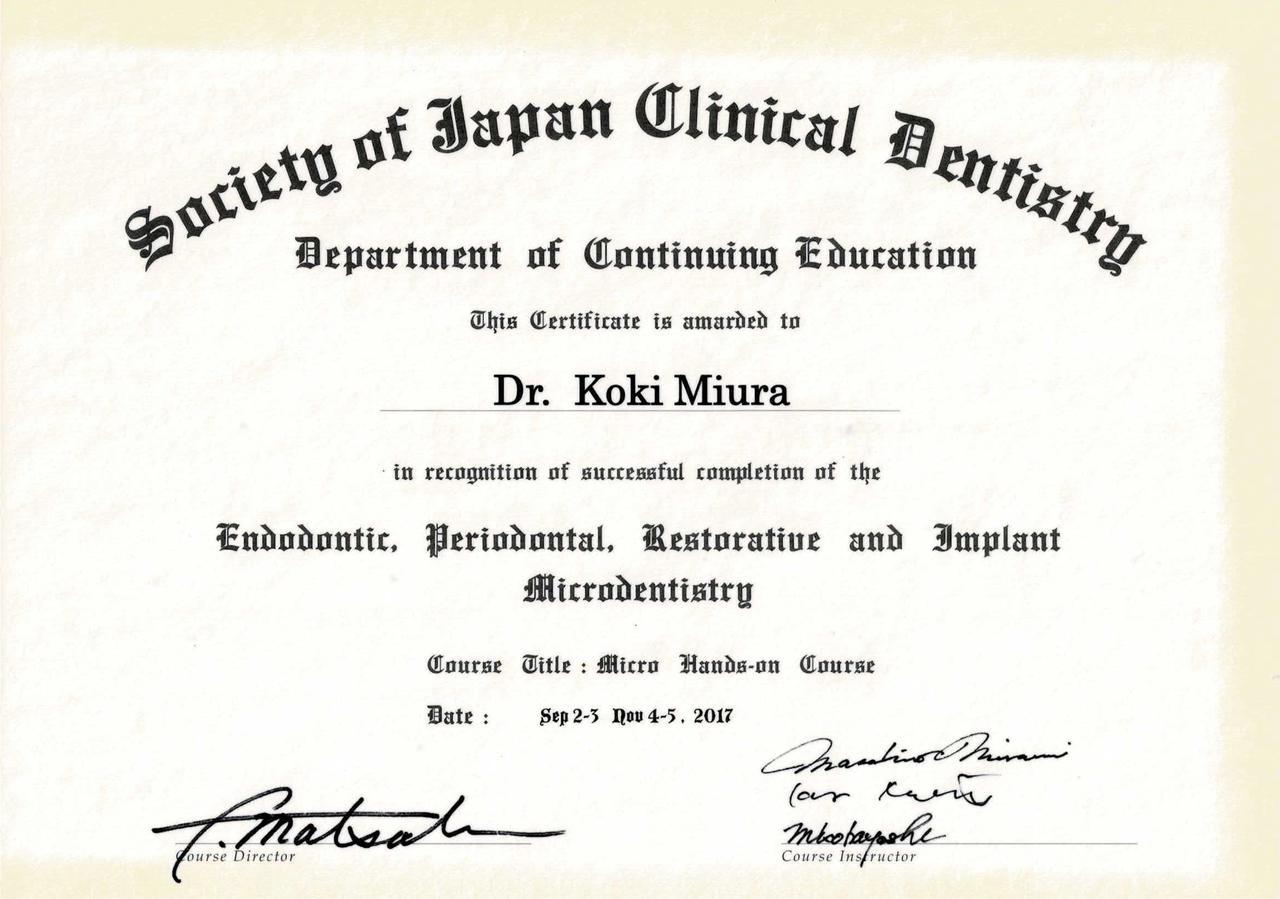 Society of Japan Clinical Dentistry
Department of Continuing Education
This Certificate is amarded to
Dr. Koki Miura
in recognition of successful completion of the
Endodontic, Periodontal, Restorative and Implant
Microdentistry
Course Title : Micro Hands-on Course
Date : Sep 2-3 Nov 4-5, 2017
Course Director
Course Instructor